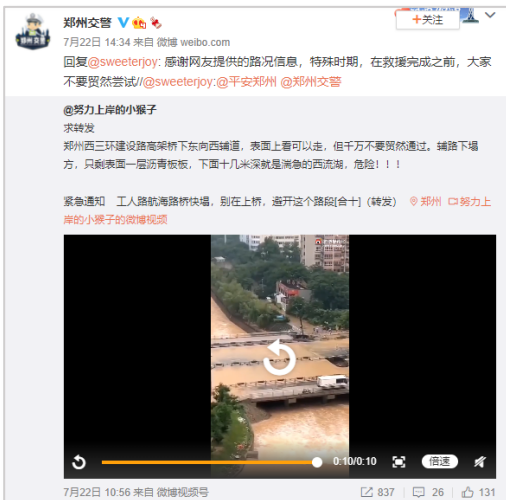 郑州交警
+关注
7月22日 14:34 来自 微博 weibo.com
回复@sweeterjoy: 感谢网友提供的路况信息，特殊时期，在救援完成之前，大家
不要贸然尝试//@sweeterjoy:@平安郑州 @郑州交警
@努力上岸的小猴子
求转发
郑州西三环建设路高架桥下东向西辅道，表面上看可以走，但千万不要贸然通过。辅路下塌
方，只剩表面一层沥青板板，下面十几米深就是湍急的西流湖，危险！！！
紧急通知 工人路航海路桥快塌，别在上桥，避开这个路段[合十]（转发） 郑州 努力上
岸的小猴子的微博视频
0:10/0:10 倍速
7月22日 10:56 来自 微博视频号 837 26 131